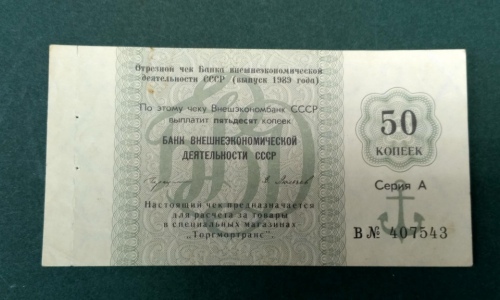 Отрезной чек Банка внешнеэкономической
деятельности СССР (выпуск 1989 года)
По этому чеку Внешэкономбанк СССР
выплатит пятьдесят копеек
БАНК ВНЕШНЕЭКОНОМИЧЕСКОЙ
ДЕЯТЕЛЬНОСТИ СССР
Настоящий чек предназначается
для расчета за товары
в специальных магазинах
"Торгмортранс".
50
КОПЕЕК
Серия А
В № 407543